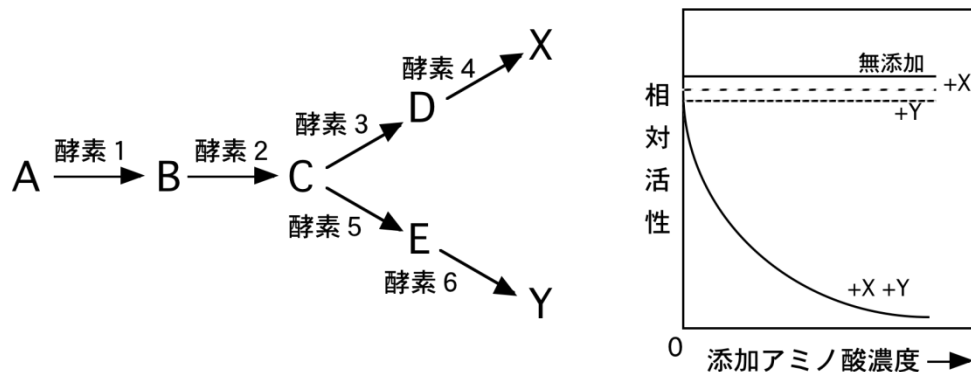 A
酵素 1
B
酵素 2
C
酵素 3
D
酵素 4
X
酵素 5
E
酵素 6
Y
相対活性
無添加
+X
+Y
+X +Y
0
添加アミノ酸濃度